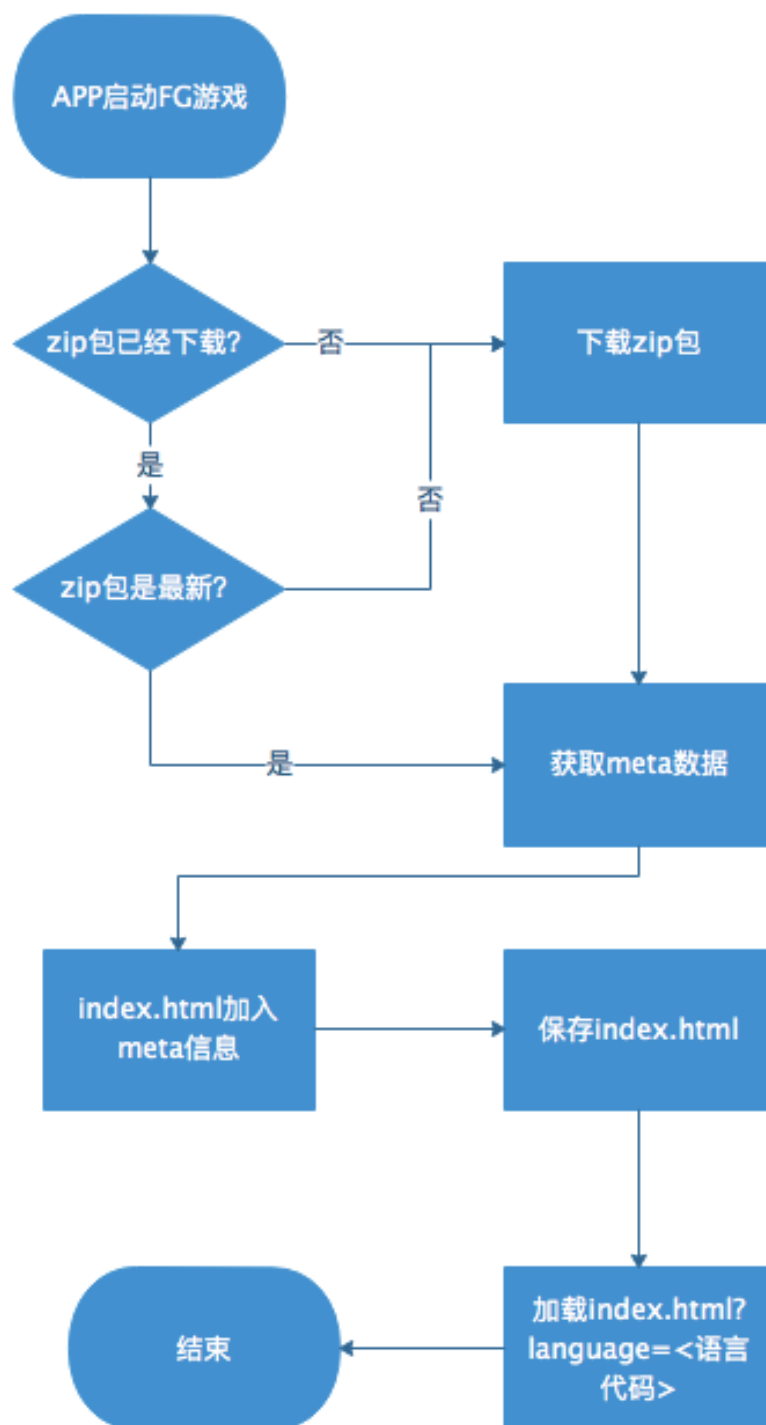 APP启动FG游戏
zip包已经下载?
否
下载zip包
是
否
zip包是最新?
是
获取meta数据
index.html加入
meta信息
保存index.html
加载index.html?
language=<语言
代码>
结束